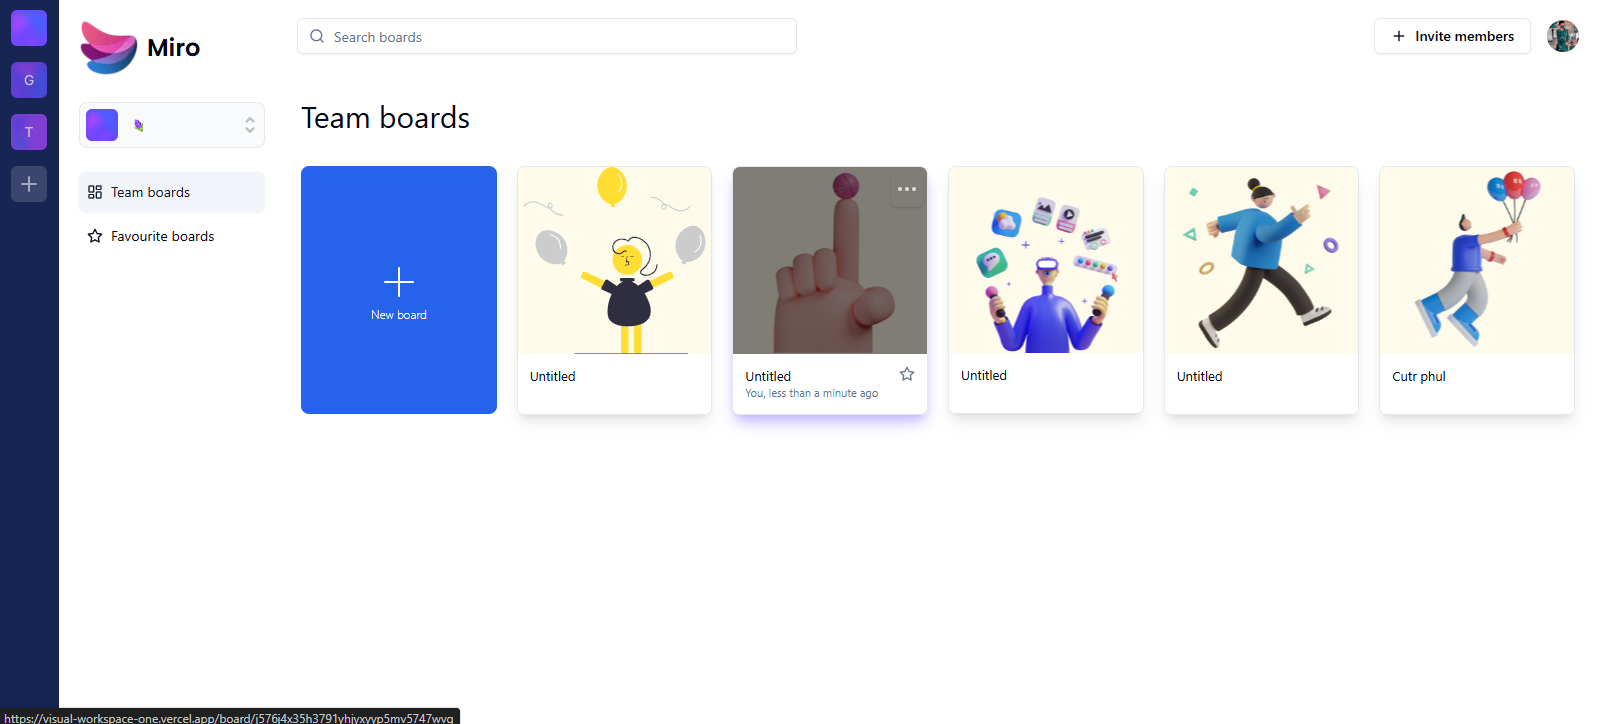 Miro
Search boards
Invite members
G
T
Team boards
Favourite boards
Team boards
New board
Untitled
Untitled
You, less than a minute ago
Untitled
Untitled
Cutr phul
https://visual-workspace-one.vercel.app/board/j576j4x35h3791yhjyxyyp5mv5747wvq